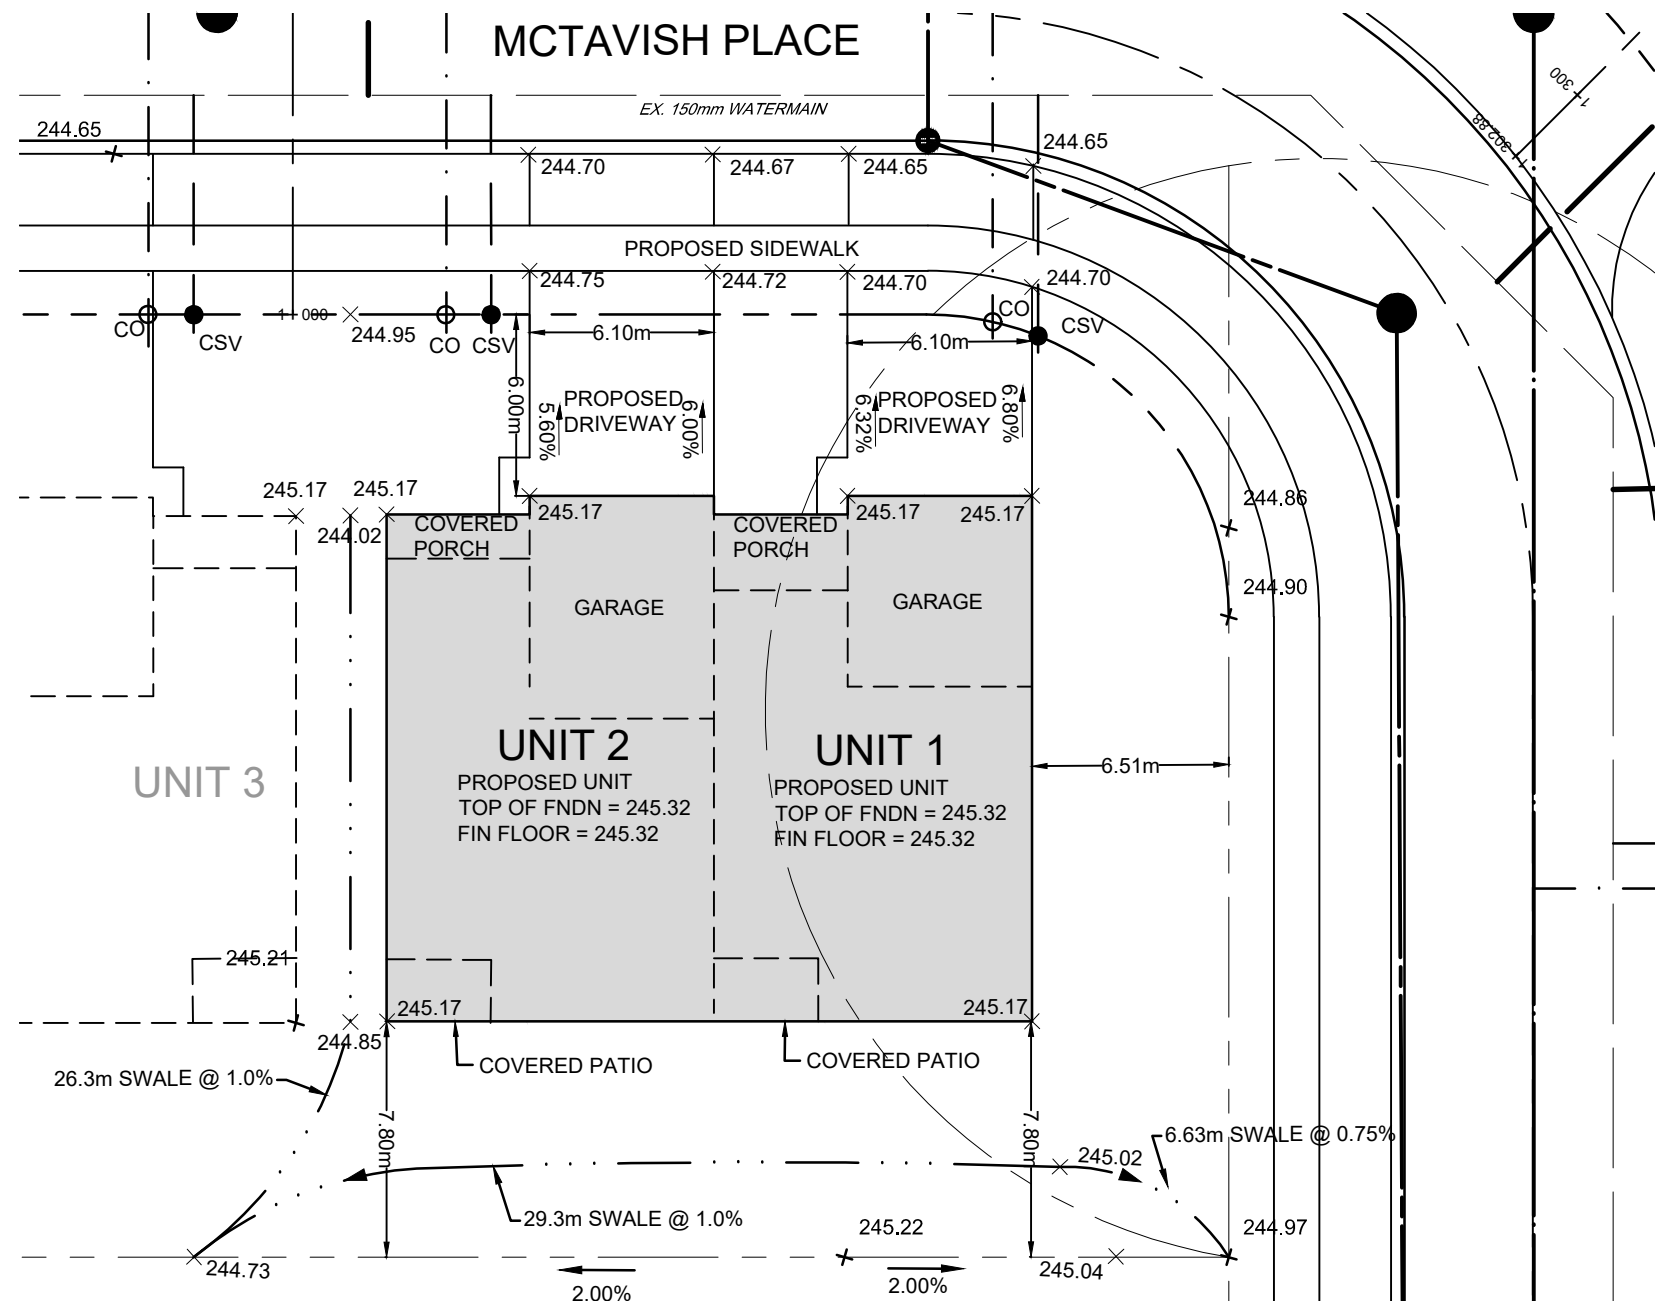 MCTAVISH PLACE
EX. 150mm WATERMAIN
1 - 300
302.88
244.65
244.65
244.70
244.67
244.65
PROPOSED SIDEWALK
244.75
244.72
244.70
244.70
CO
CSV
1 - 000
244.95
CO
CSV
6.10m
6.10m
CO
CSV
6.00m
5.60%
PROPOSED
DRIVEWAY
6.00%
6.32%
PROPOSED
DRIVEWAY
6.80%
245.17
245.17
244.02
COVERED
PORCH
245.17
COVERED
PORCH
245.17
245.17
244.86
244.90
GARAGE
GARAGE
UNIT 3
UNIT 2
PROPOSED UNIT
TOP OF FNDN = 245.32
FIN FLOOR = 245.32
UNIT 1
PROPOSED UNIT
TOP OF FNDN = 245.32
FIN FLOOR = 245.32
6.51m
245.21
245.17
245.17
244.85
COVERED PATIO
COVERED PATIO
26.3m SWALE @ 1.0%
7.80m
7.80m
6.63m SWALE @ 0.75%
245.02
29.3m SWALE @ 1.0%
245.22
244.97
244.73
2.00%
2.00%
245.04